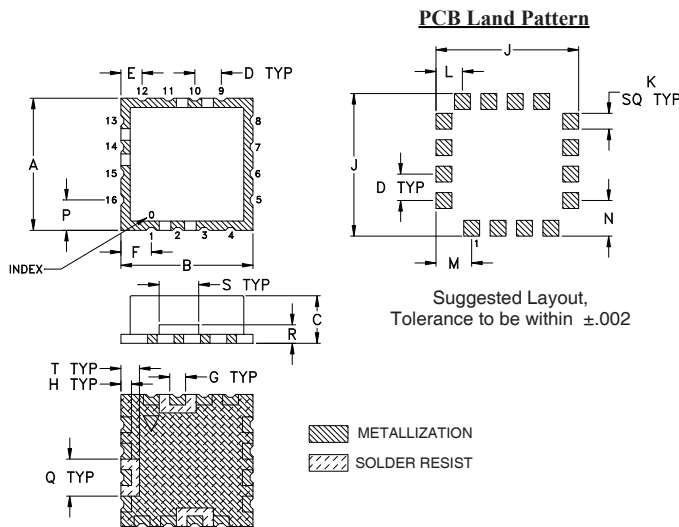 PCB Land Pattern
E
D TYP
12 11 10 9
13
14
15
16
8
7
6
5
A
P
0
1 2 3 4
F
INDEX
B
J
L
K
SQ TYP
J
D TYP
N
1
M
Suggested Layout,
Tolerance to be within ±.002
S TYP
C
R
T TYP
H TYP
G TYP
Q TYP
METALLIZATION
SOLDER RESIST